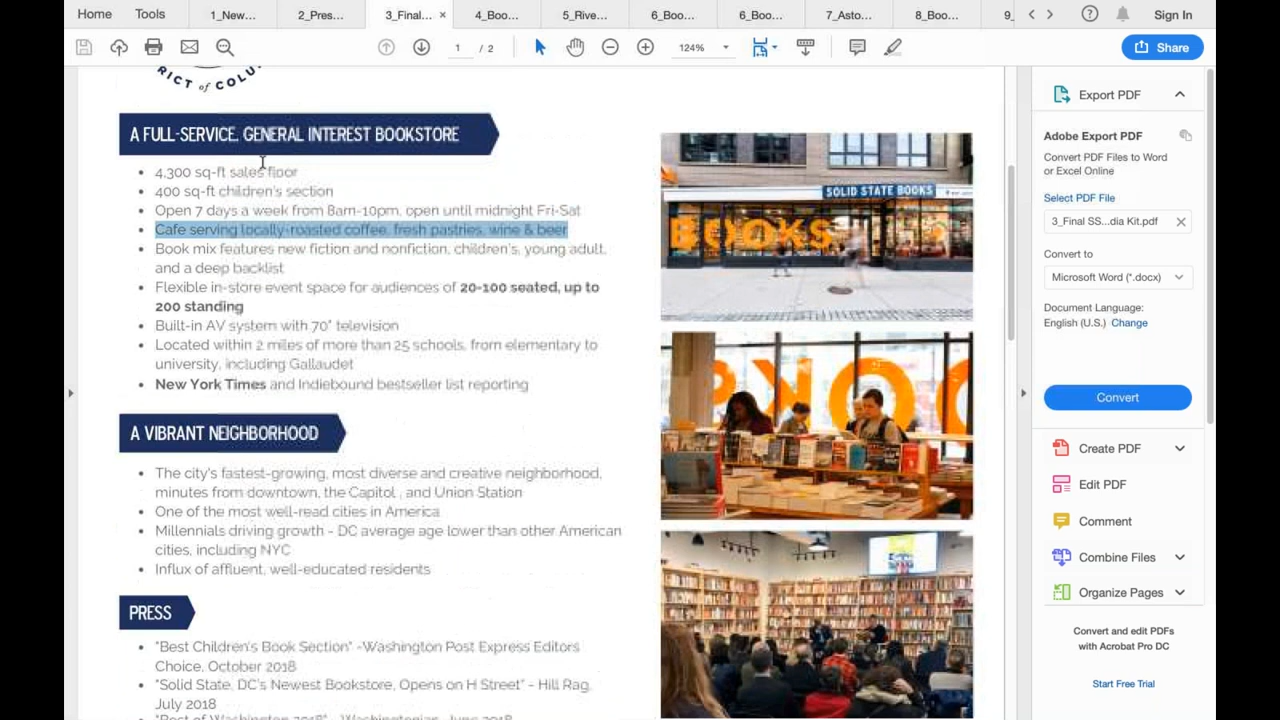 Home Tools 1_New... 2_Pres... 3_Final... × 4_Boo... 5_Rive... 6_Boo... 6_Boo... 7_Asto... 8_Boo... 9_ Sign In
1 / 2 124% Share
RICT of COLU
A FULL-SERVICE, GENERAL INTEREST BOOKSTORE
• 4,300 sq-ft sales floor
• 400 sq-ft children's section
• Open 7 days a week from 8am-10pm, open until midnight Fri-Sat
• Cafe serving locally-roasted coffee, fresh pastries, wine & beer
• Book mix features new fiction and nonfiction, children's, young adult,
and a deep backlist
• Flexible in-store event space for audiences of 20-100 seated, up to
200 standing
• Built-in AV system with 70" television
• Located within 2 miles of more than 25 schools, from elementary to
university, including Gallaudet
• New York Times and Indiebound bestseller list reporting
A VIBRANT NEIGHBORHOOD
• The city's fastest-growing, most diverse and creative neighborhood,
minutes from downtown, the Capitol , and Union Station
• One of the most well-read cities in America
• Millennials driving growth - DC average age lower than other American
cities, including NYC
• Influx of affluent, well-educated residents
PRESS
• "Best Children's Book Section" -Washington Post Express Editors
Choice, October 2018
• "Solid State, DC's Newest Bookstore, Opens on H Street" - Hill Rag,
July 2018
• "Best of Washington 2018" - Washingtonian, June 2018
SOLID STATE BOOKS
BOOKS
Export PDF
Adobe Export PDF
Convert PDF Files to Word
or Excel Online
Select PDF File
3_Final SS...dia Kit.pdf
Convert to
Microsoft Word (*.docx)
Document Language:
English (U.S.) Change
Convert
Create PDF
Edit PDF
Comment
Combine Files
Organize Pages
Convert and edit PDFs
with Acrobat Pro DC
Start Free Trial